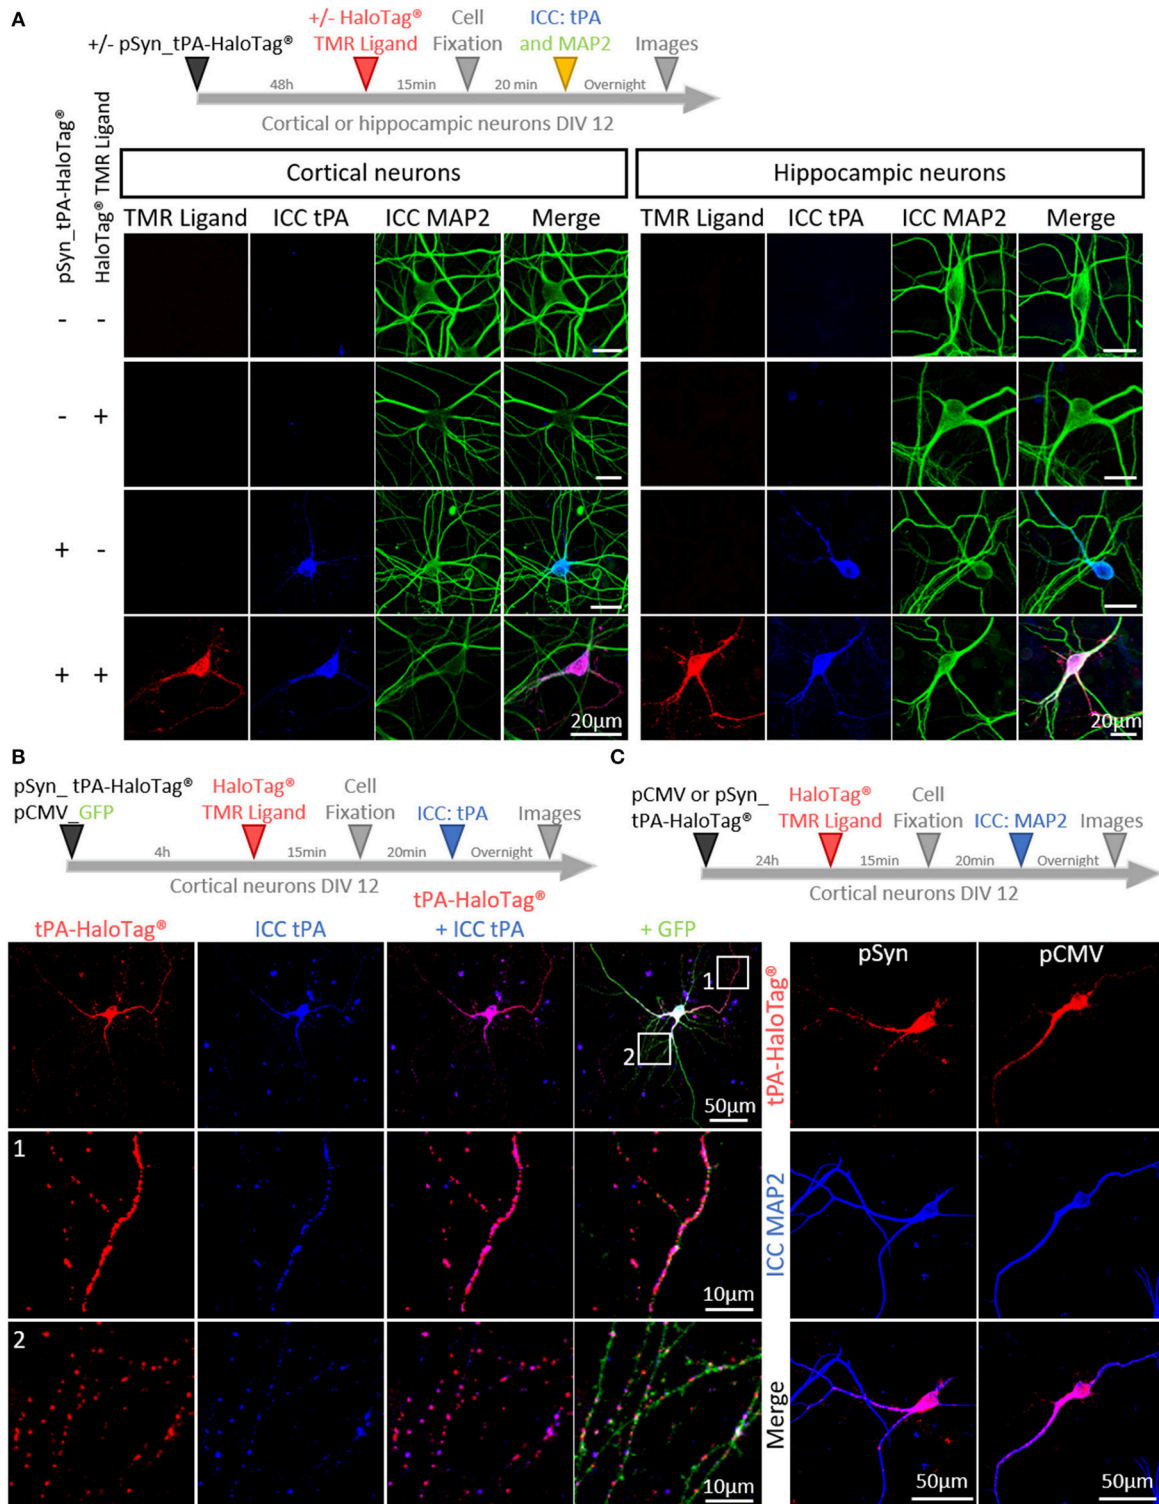 A
+/- pSyn_tPA-HaloTag®
+/- HaloTag®
TMR Ligand
Cell
Fixation
ICC: tPA
and MAP2
Images
48h
15min
20 min
Overnight
Cortical or hippocampic neurons DIV 12
pSyn_tPA-HaloTag®
HaloTag® TMR Ligand
Cortical neurons
Hippocampic neurons
TMR Ligand
ICC tPA
ICC MAP2
Merge
TMR Ligand
ICC tPA
ICC MAP2
Merge
- -
- +
+ -
+ +
20µm
20µm
B
pSyn_ tPA-HaloTag®
pCMV_GFP
HaloTag®
TMR Ligand
Cell
Fixation
ICC: tPA
Images
4h
15min
20min
Overnight
Cortical neurons DIV 12
tPA-HaloTag®
ICC tPA
tPA-HaloTag®
+ ICC tPA
+ GFP
1
2
50µm
1
10µm
2
10µm
C
pCMV or pSyn_
tPA-HaloTag®
HaloTag®
TMR Ligand
Cell
Fixation
ICC: MAP2
Images
24h
15min
20min
Overnight
Cortical neurons DIV 12
pSyn
pCMV
tPA-HaloTag®
ICC MAP2
Merge
50µm
50µm